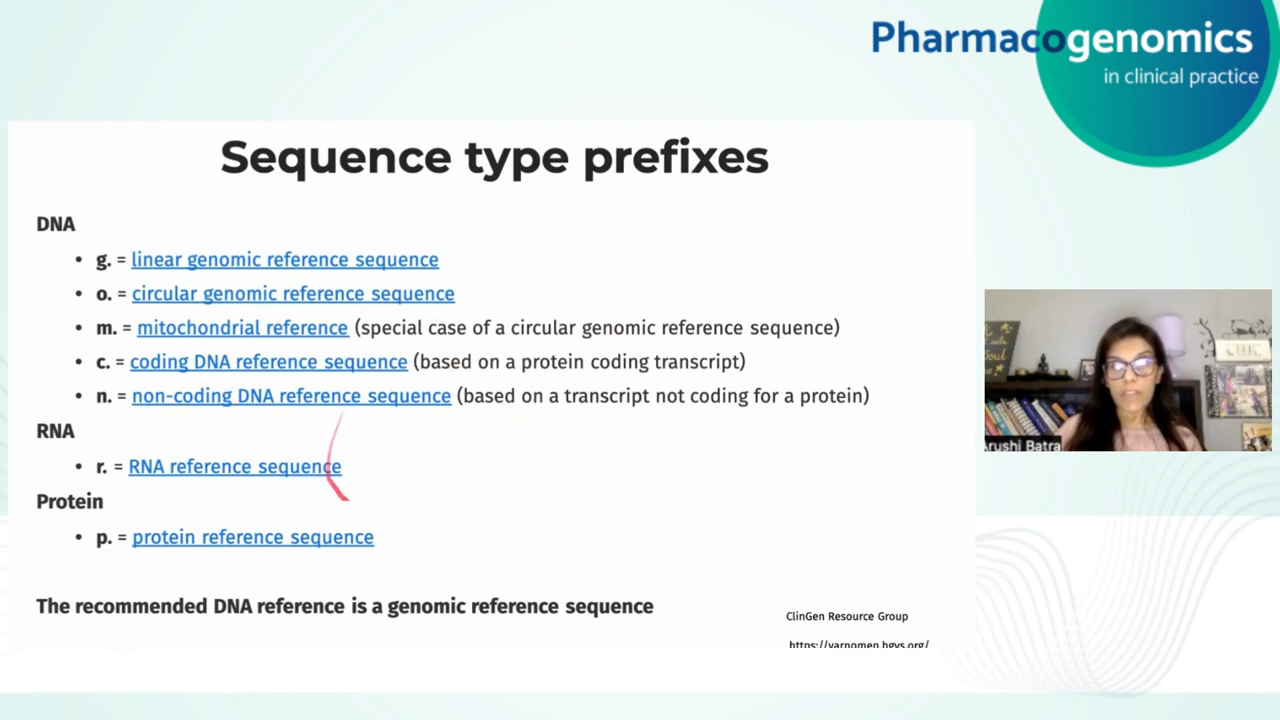 Pharmacogenomics
in clinical practice
Sequence type prefixes
DNA
• g. = linear genomic reference sequence
• o. = circular genomic reference sequence
• m. = mitochondrial reference (special case of a circular genomic reference sequence)
• c. = coding DNA reference sequence (based on a protein coding transcript)
• n. = non-coding DNA reference sequence (based on a transcript not coding for a protein)
RNA
• r. = RNA reference sequence
Protein
• p. = protein reference sequence
The recommended DNA reference is a genomic reference sequence
ClinGen Resource Group
https://varnomen.hgvs.org/
Arushi Batra